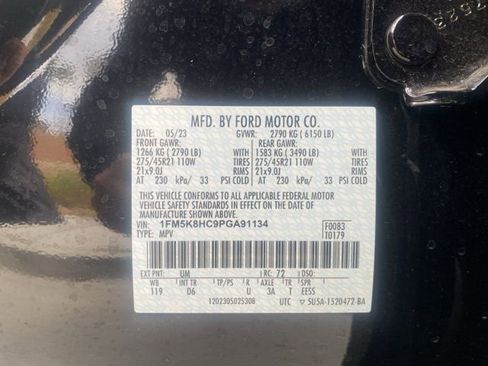 MFD. BY FORD MOTOR CO.
DATE: 05/23 GVWR: 2790 KG (6150 LB)
FRONT GAWR: REAR GAWR:
1266 KG (2790 LB) 1583 KG (3490 LB)
275/45R21 110W TIRES 275/45R21 110W TIRES
21x9.0J RIMS 21x9.0J RIMS
AT 230 kPa/ 33 PSI COLD AT 230 kPa/ 33 PSI COLD
THIS VEHICLE CONFORMS TO ALL APPLICABLE FEDERAL MOTOR
VEHICLE SAFETY STANDARDS IN EFFECT ON THE DATE OF
MANUFACTURE SHOWN ABOVE.
VIN: 1FM5K8HC9PGA91134 F0083
TYPE: MPV T0179
EXT PNT: UM RC: 72 DSO:
WB INT TR TP/PS R AXLE TR SPR
119 D6 U 3A T EESS
1202305025308 UTC 5U5A-1520472-BA